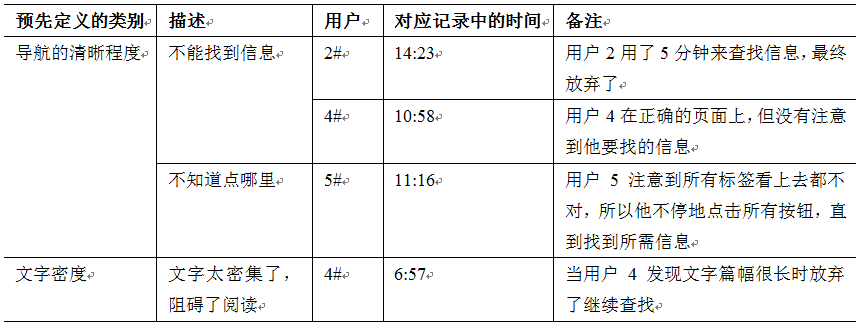 预先定义的类别 描述 用户 对应记录中的时间 备注
导航的清晰程度 不能找到信息 2# 14:23 用户 2 用了 5 分钟来查找信息，最终
放弃了
4# 10:58 用户 4 在正确的页面上，但没有注意
到他要找的信息
不知道点哪里 5# 11:16 用户 5 注意到所有标签看上去都不
对，所以他不停地点击所有按钮，直
到找到所需信息
文字密度 文字太密集了， 4# 6:57 当用户 4 发现文字篇幅很长时放弃
阻碍了阅读 了继续查找